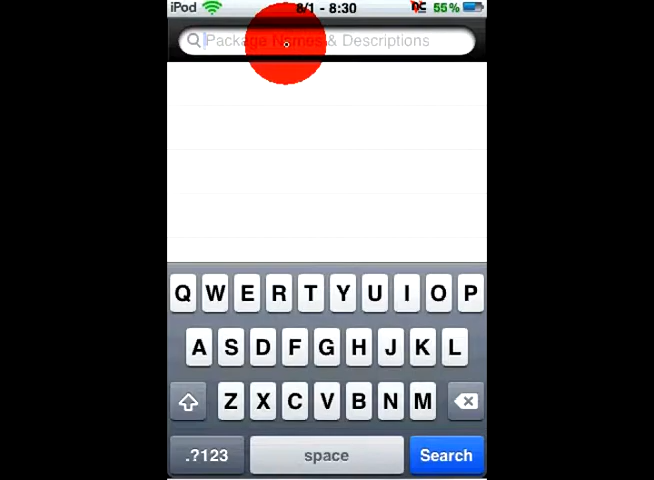 iPod 8/1 - 8:30 55%
Package Names & Descriptions
Q W E R T Y U I O P
A S D F G H J K L
Z X C V B N M
.?123 space Search